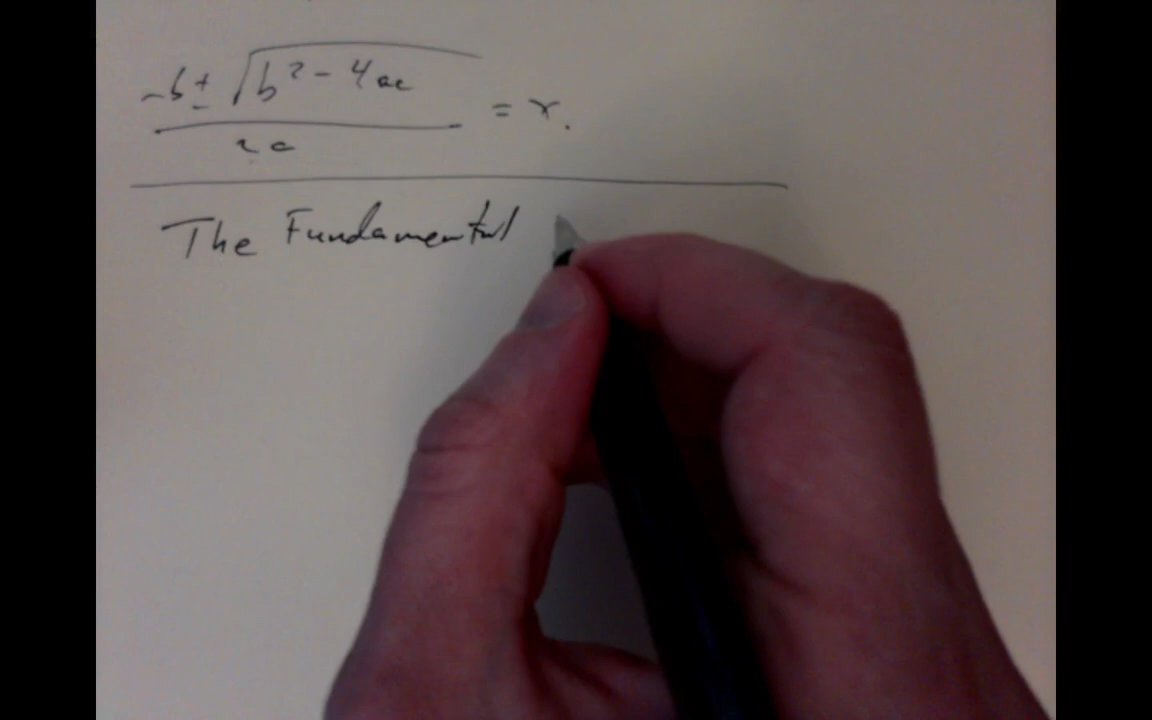 -b ± √b² - 4ac
2a
= x.
The Fundamental